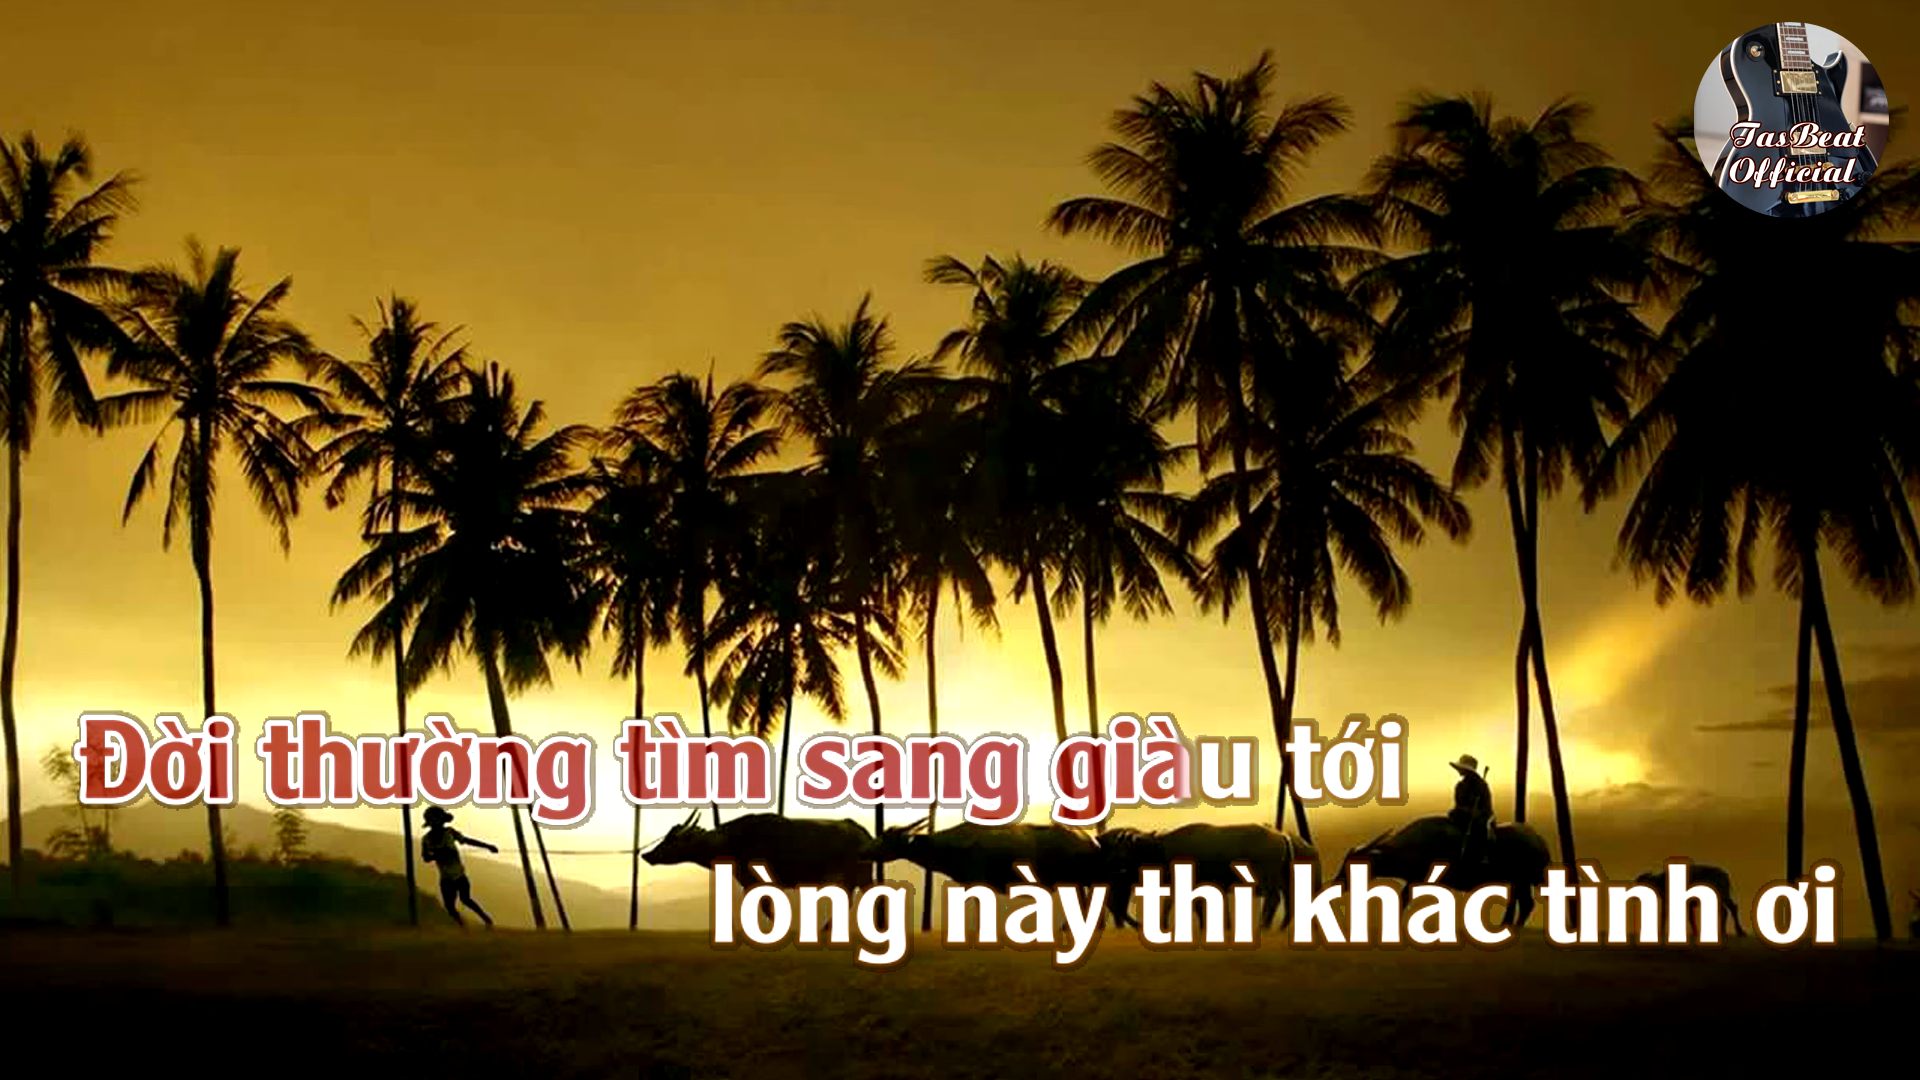 TasBeat
Official
Đời thường tìm sang giàu tới
lòng này thì khác tình ơi